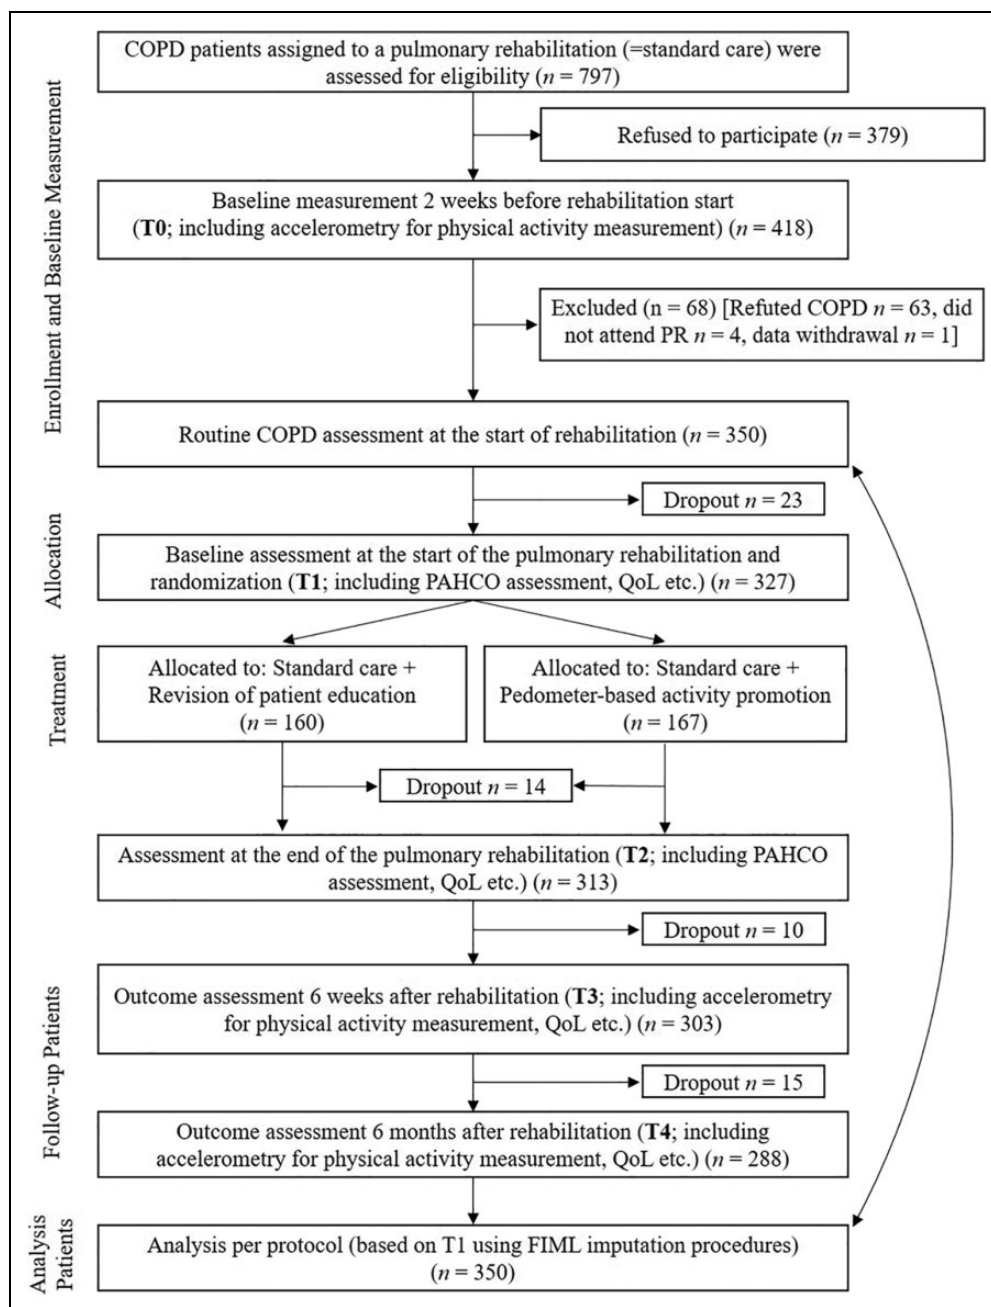 COPD patients assigned to a pulmonary rehabilitation (=standard care) were
assessed for eligibility (n = 797)
Refused to participate (n = 379)
Baseline measurement 2 weeks before rehabilitation start
(T0; including accelerometry for physical activity measurement) (n = 418)
Excluded (n = 68) [Refuted COPD n = 63, did
not attend PR n = 4, data withdrawal n = 1]
Routine COPD assessment at the start of rehabilitation (n = 350)
Enrollment and Baseline Measurement
Dropout n = 23
Baseline assessment at the start of the pulmonary rehabilitation and
randomization (T1; including PAHCO assessment, QoL etc.) (n = 327)
Allocation
Allocated to: Standard care +
Revision of patient education
(n = 160)
Allocated to: Standard care +
Pedometer-based activity promotion
(n = 167)
Treatment
Dropout n = 14
Assessment at the end of the pulmonary rehabilitation (T2; including PAHCO
assessment, QoL etc.) (n = 313)
Dropout n = 10
Outcome assessment 6 weeks after rehabilitation (T3; including accelerometry
for physical activity measurement, QoL etc.) (n = 303)
Dropout n = 15
Outcome assessment 6 months after rehabilitation (T4; including
accelerometry for physical activity measurement, QoL etc.) (n = 288)
Follow-up Patients
Analysis per protocol (based on T1 using FIML imputation procedures)
(n = 350)
Analysis
Patients